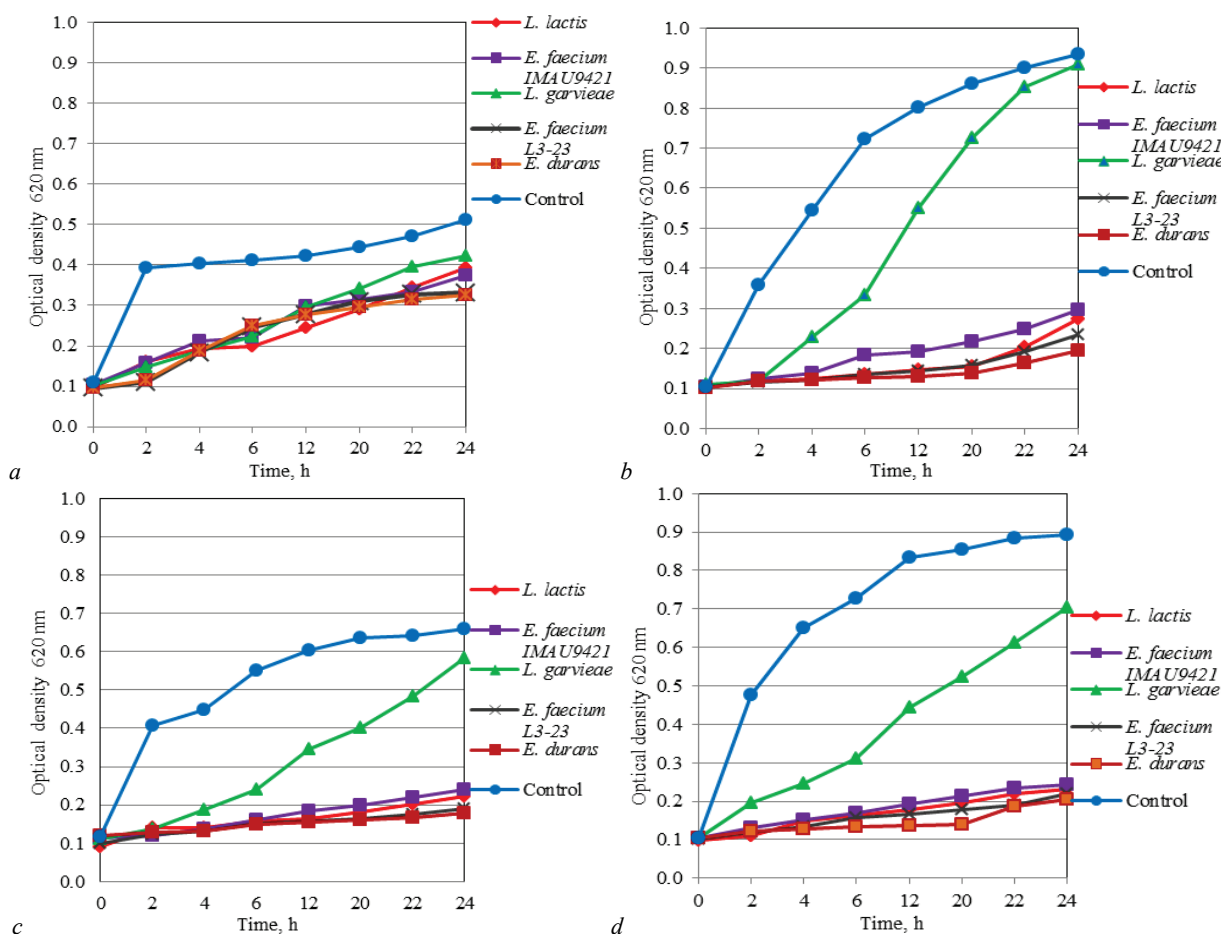 1.0
0.9
0.8
0.7
0.6
0.5
0.4
0.3
0.2
0.1
0.0
Optical density 620 nm
0 2 4 6 12 20 22 24
Time, h
L. lactis
E. faecium
IMAU9421
L. garvieae
E. faecium
L3-23
E. durans
Control
a
1.0
0.9
0.8
0.7
0.6
0.5
0.4
0.3
0.2
0.1
0.0
Optical density 620 nm
0 2 4 6 12 20 22 24
Time, h
L. lactis
E. faecium
IMAU9421
L. garvieae
E. faecium
L3-23
E. durans
Control
b
1.0
0.9
0.8
0.7
0.6
0.5
0.4
0.3
0.2
0.1
0.0
Optical density 620 nm
0 2 4 6 12 20 22 24
Time, h
L. lactis
E. faecium
IMAU9421
L. garvieae
E. faecium
L3-23
E. durans
Control
c
1.0
0.9
0.8
0.7
0.6
0.5
0.4
0.3
0.2
0.1
0.0
Optical density 620 nm
0 2 4 6 12 20 22 24
Time, h
L. lactis
E. faecium
IMAU9421
L. garvieae
E. faecium
L3-23
E. durans
Control
d